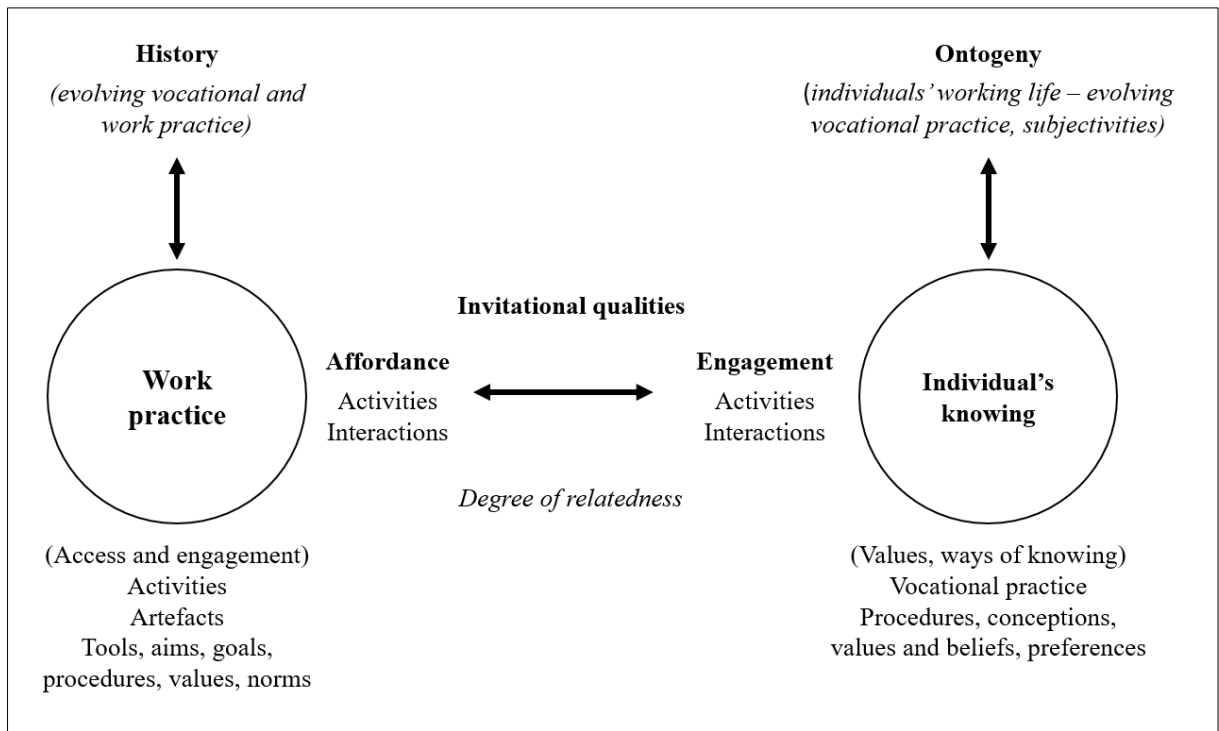 History
(evolving vocational and
work practice)
Ontogeny
(individuals’ working life – evolving
vocational practice, subjectivities)
Work
practice
Invitational qualities
Affordance
Activities
Interactions
Engagement
Activities
Interactions
Degree of relatedness
Individual’s
knowing
(Access and engagement)
Activities
Artefacts
Tools, aims, goals,
procedures, values, norms
(Values, ways of knowing)
Vocational practice
Procedures, conceptions,
values and beliefs, preferences